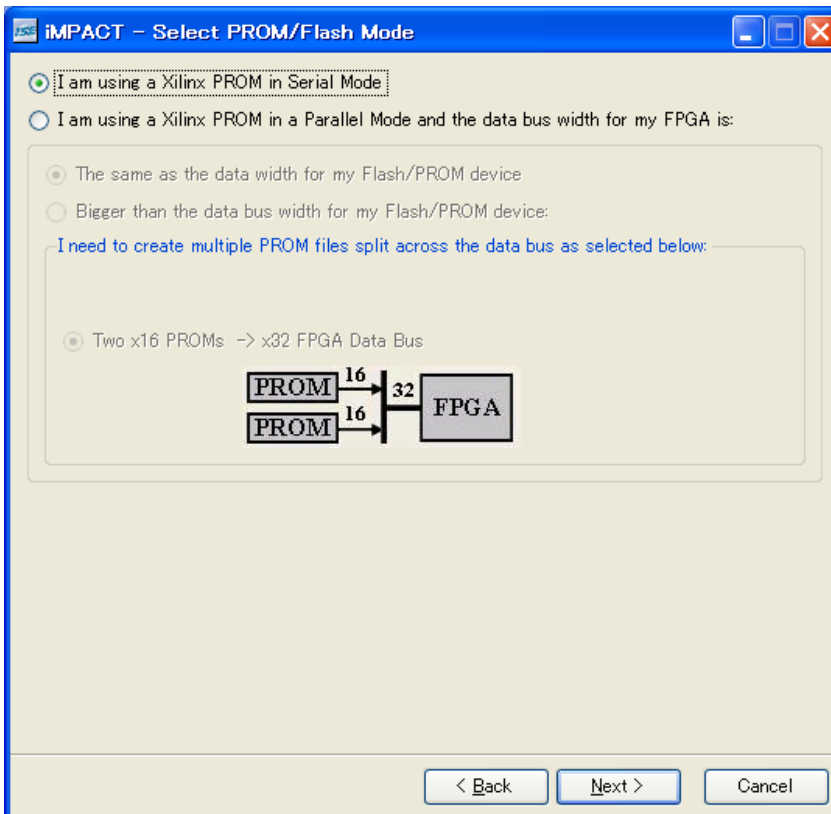 ISE iMPACT - Select PROM/Flash Mode
I am using a Xilinx PROM in Serial Mode
I am using a Xilinx PROM in a Parallel Mode and the data bus width for my FPGA is:
The same as the data width for my Flash/PROM device
Bigger than the data bus width for my Flash/PROM device:
I need to create multiple PROM files split across the data bus as selected below:
Two x16 PROMs -> x32 FPGA Data Bus
PROM 16
32 FPGA
PROM 16
< Back Next > Cancel